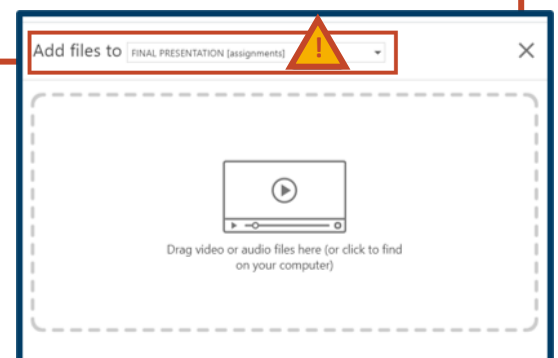 Add files to FINAL PRESENTATION [assignments]
!
Drag video or audio files here (or click to find
on your computer)